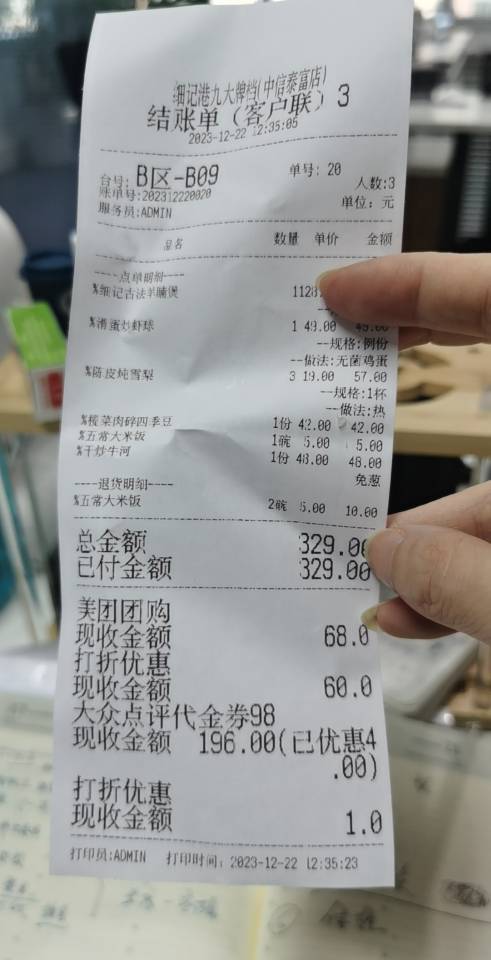 细记港九大牌档(中信泰富店)
结账单（客户联）3
2023-12-22 12:35:05
台号: B区-B09 单号: 20
账单号:202312220020 人数:3
服务员:ADMIN 单位: 元
品名 数量 单价 金额
----点单明细----
%细记古法羊腩煲 1128.
%滑蛋炒虾球 1 49.00 49.00
--规格:例份
--做法:无菌鸡蛋
%陈皮炖雪梨 3 19.00 57.00
--规格:1杯
--做法:热
%榄菜肉碎四季豆 1份 42.00 42.00
%五常大米饭 1碗 5.00 5.00
%干炒牛河 1份 48.00 48.00
免葱
----退货明细----
%五常大米饭 2碗 5.00 10.00
总金额 329.00
已付金额 329.00
美团团购
现收金额 68.0
打折优惠
现收金额 60.0
大众点评代金券98
现收金额 196.00(已优惠4
.00)
打折优惠
现收金额 1.0
打印员:ADMIN 打印时间: 2023-12-22 12:35:23